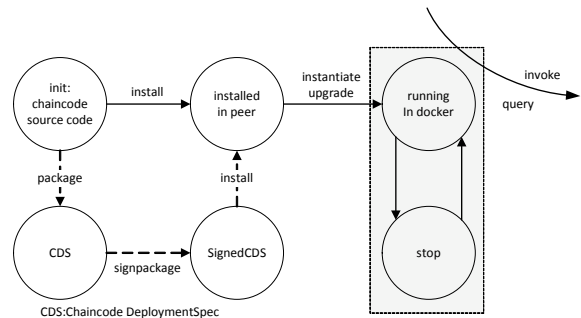 init:
chaincode
source code
install
installed
in peer
instantiate
upgrade
running
In docker
invoke
query
package
install
CDS
signpackage
SignedCDS
stop
CDS:Chaincode DeploymentSpec